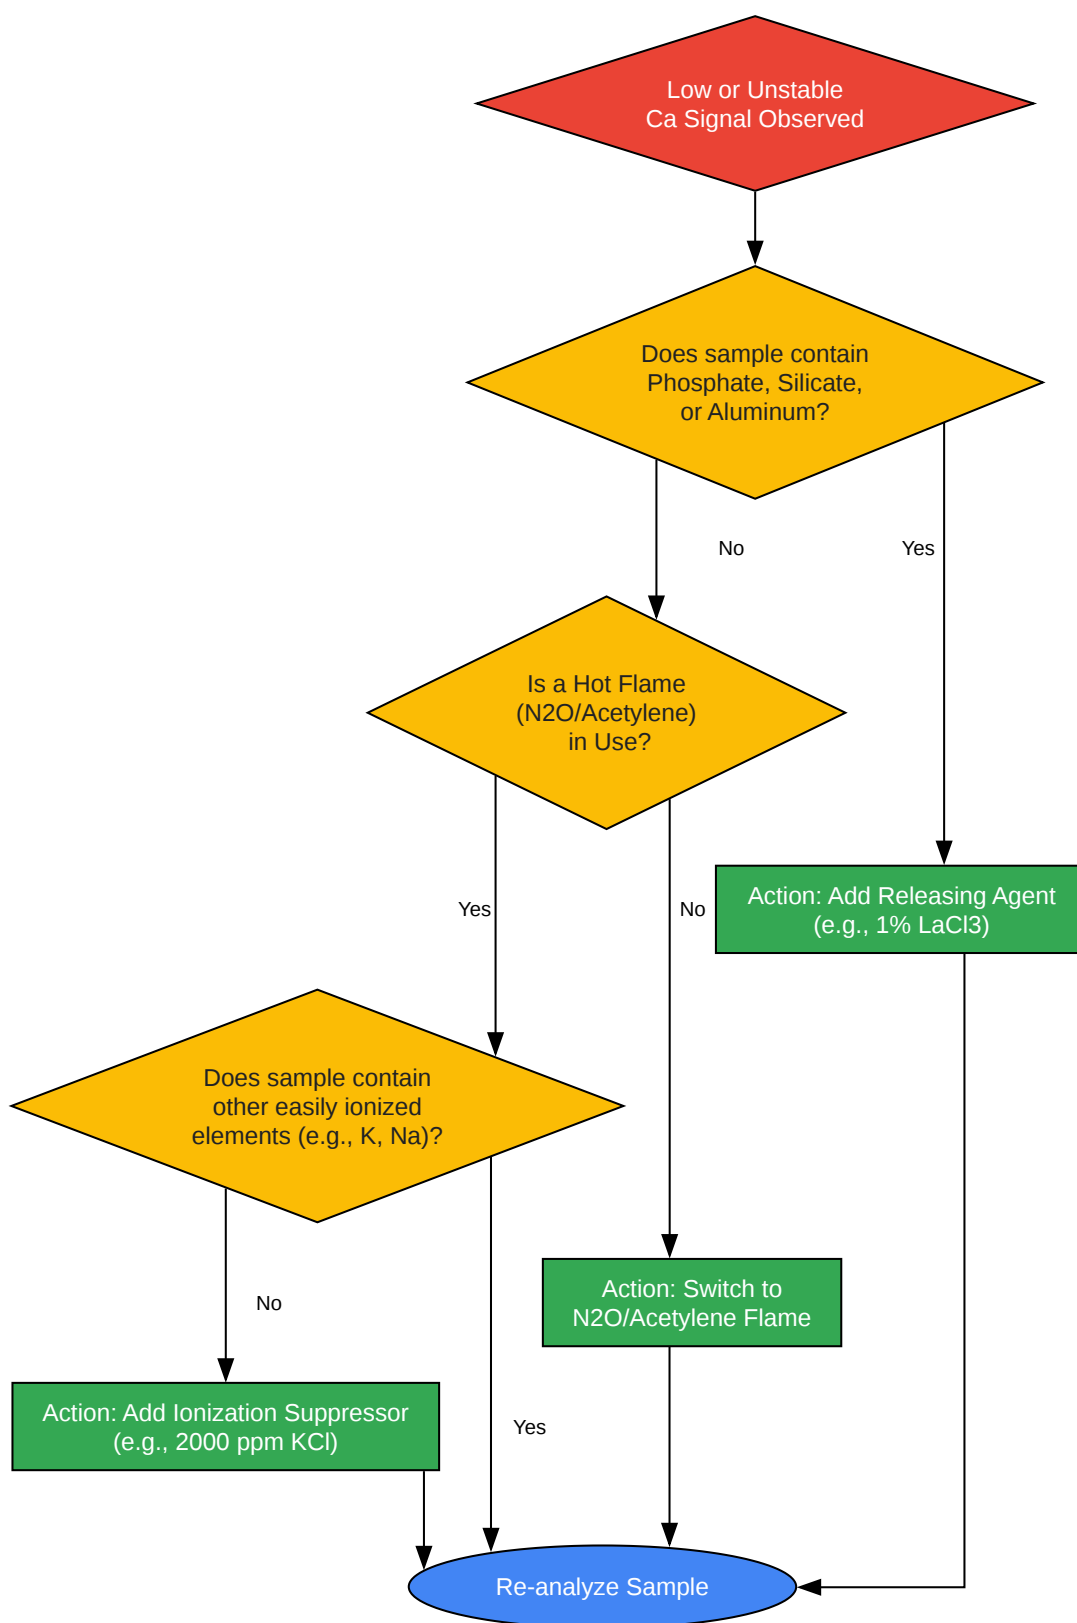 Low or Unstable
Ca Signal Observed
Does sample contain
Phosphate, Silicate,
or Aluminum?
No
Yes
Is a Hot Flame
(N2O/Acetylene)
in Use?
Yes
No
Action: Add Releasing Agent
(e.g., 1% LaCl3)
Does sample contain
other easily ionized
elements (e.g., K, Na)?
No
Action: Switch to
N2O/Acetylene Flame
Action: Add Ionization Suppressor
(e.g., 2000 ppm KCl)
Yes
Re-analyze Sample